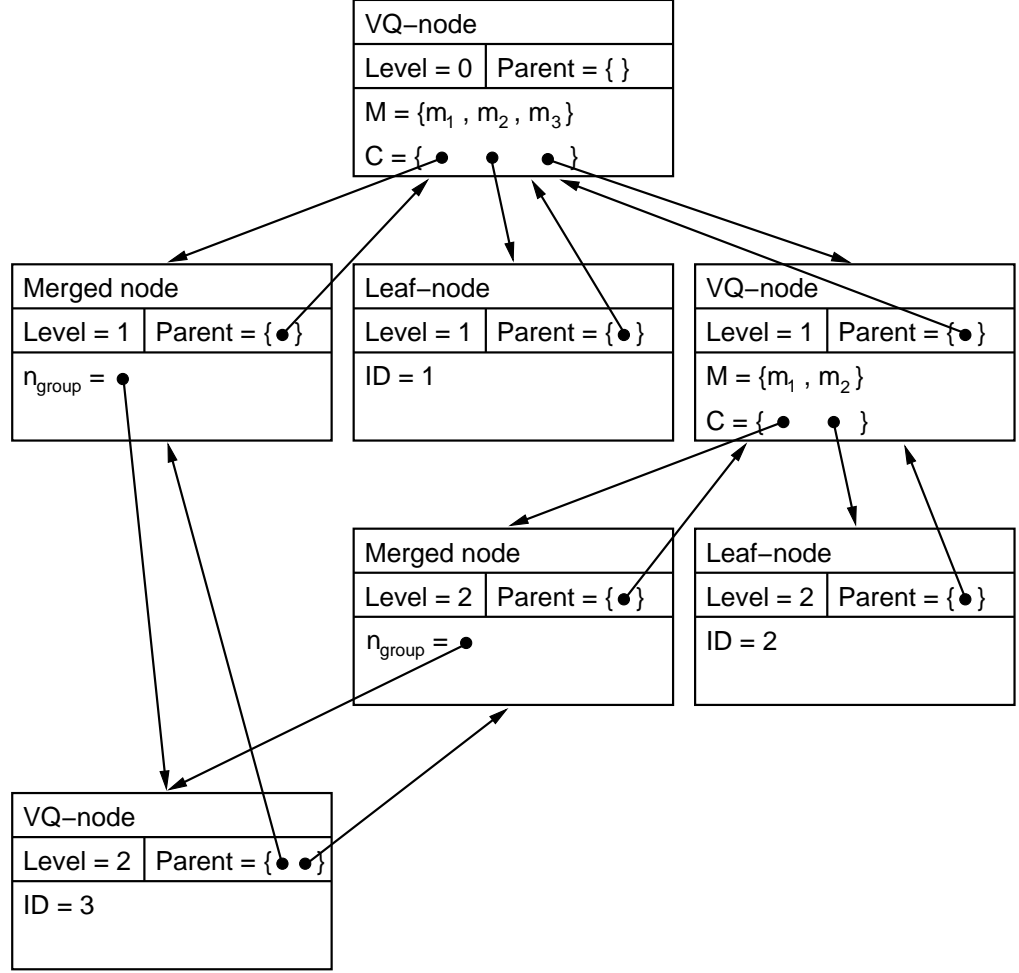 VQ−node
Level = 0 Parent = { }
M = {m1 , m2 , m3 }
C = { }
Merged node
Level = 1 Parent = { }
ngroup =
Leaf−node
Level = 1 Parent = { }
ID = 1
VQ−node
Level = 1 Parent = { }
M = {m1 , m2 }
C = { }
Merged node
Level = 2 Parent = { }
ngroup =
Leaf−node
Level = 2 Parent = { }
ID = 2
VQ−node
Level = 2 Parent = { }
ID = 3